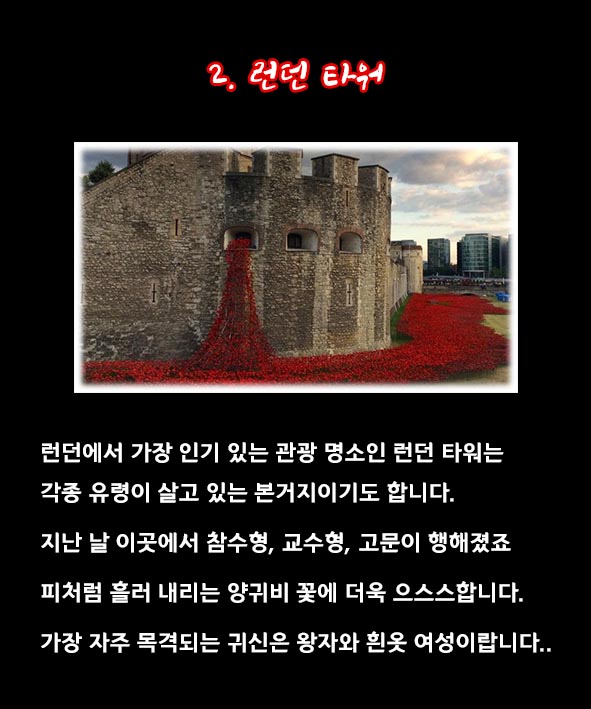 2. 런던 타워
런던에서 가장 인기 있는 관광 명소인 런던 타워는
각종 유령이 살고 있는 본거지이기도 합니다.
지난 날 이곳에서 참수형, 교수형, 고문이 행해졌죠
피처럼 흘러 내리는 양귀비 꽃에 더욱 으스스합니다.
가장 자주 목격되는 귀신은 왕자와 흰옷 여성이랍니다..